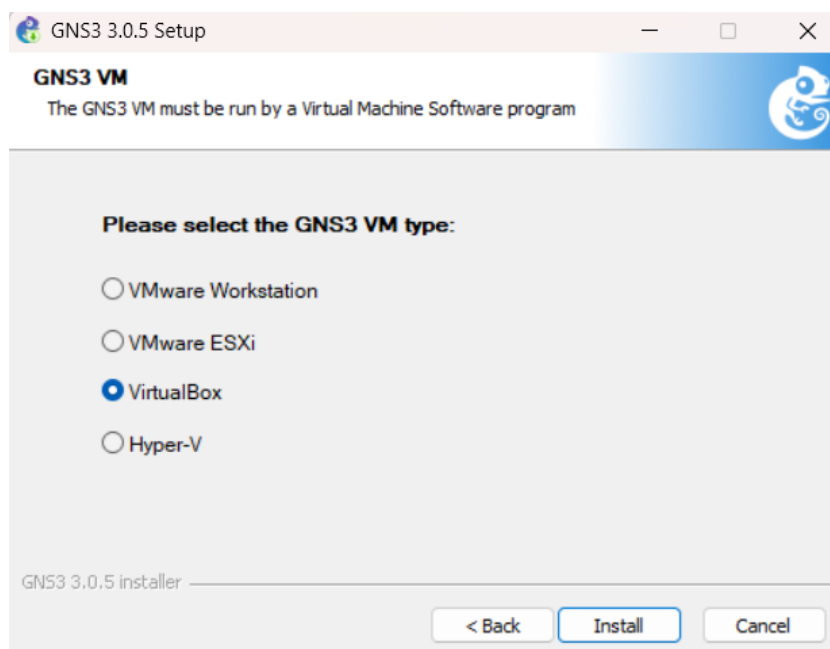 GNS3 3.0.5 Setup
GNS3 VM
The GNS3 VM must be run by a Virtual Machine Software program
Please select the GNS3 VM type:
VMware Workstation
VMware ESXi
VirtualBox
Hyper-V
GNS3 3.0.5 installer
< Back
Install
Cancel